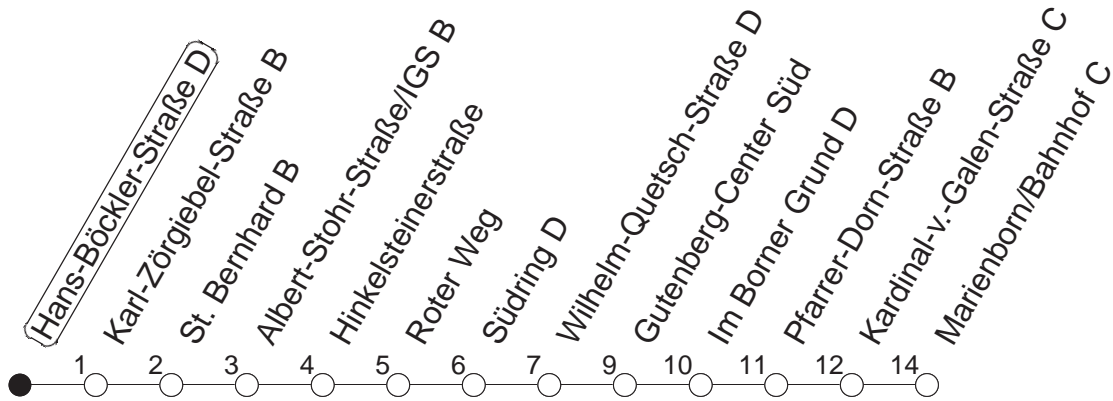 Hans-Böckler-Straße D
Karl-Zörgiebel-Straße B
St. Bernhard B
Albert-Stohr-Straße/IGS B
Hinkelsteinerstraße
Roter Weg
Südring D
Wilhelm-Quetsch-Straße D
Gutenberg-Center Süd
Im Borner Grund D
Pfarrer-Dorn-Straße B
Kardinal-v.-Galen-Straße C
Marienborn/Bahnhof C
1 2 3 4 5 6 7 9 10 11 12 14